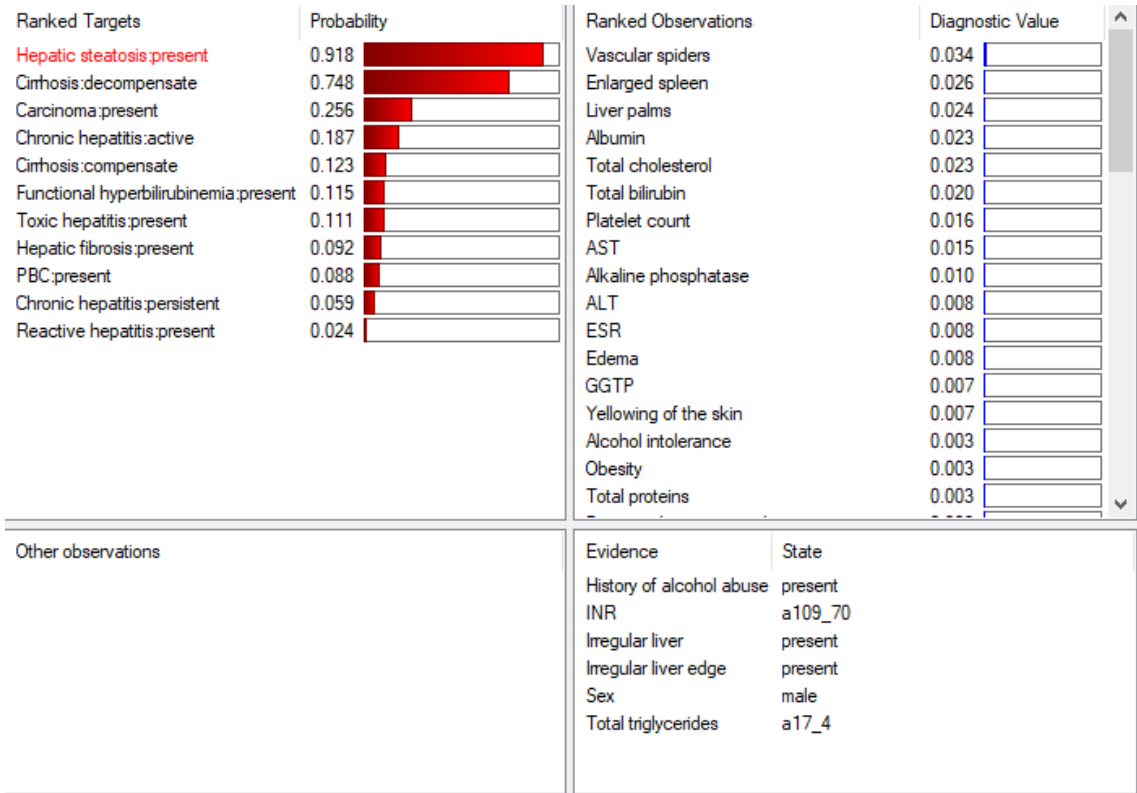 Ranked Targets Probability
Hepatic steatosis:present 0.918
Cirrhosis:decompensate 0.748
Carcinoma:present 0.256
Chronic hepatitis:active 0.187
Cirrhosis:compensate 0.123
Functional hyperbilirubinemia:present 0.115
Toxic hepatitis:present 0.111
Hepatic fibrosis:present 0.092
PBC:present 0.088
Chronic hepatitis:persistent 0.059
Reactive hepatitis:present 0.024
Ranked Observations Diagnostic Value
Vascular spiders 0.034
Enlarged spleen 0.026
Liver palms 0.024
Albumin 0.023
Total cholesterol 0.023
Total bilirubin 0.020
Platelet count 0.016
AST 0.015
Alkaline phosphatase 0.010
ALT 0.008
ESR 0.008
Edema 0.008
GGTP 0.007
Yellowing of the skin 0.007
Alcohol intolerance 0.003
Obesity 0.003
Total proteins 0.003
Other observations
Evidence State
History of alcohol abuse present
INR a109_70
Irregular liver present
Irregular liver edge present
Sex male
Total triglycerides a17_4